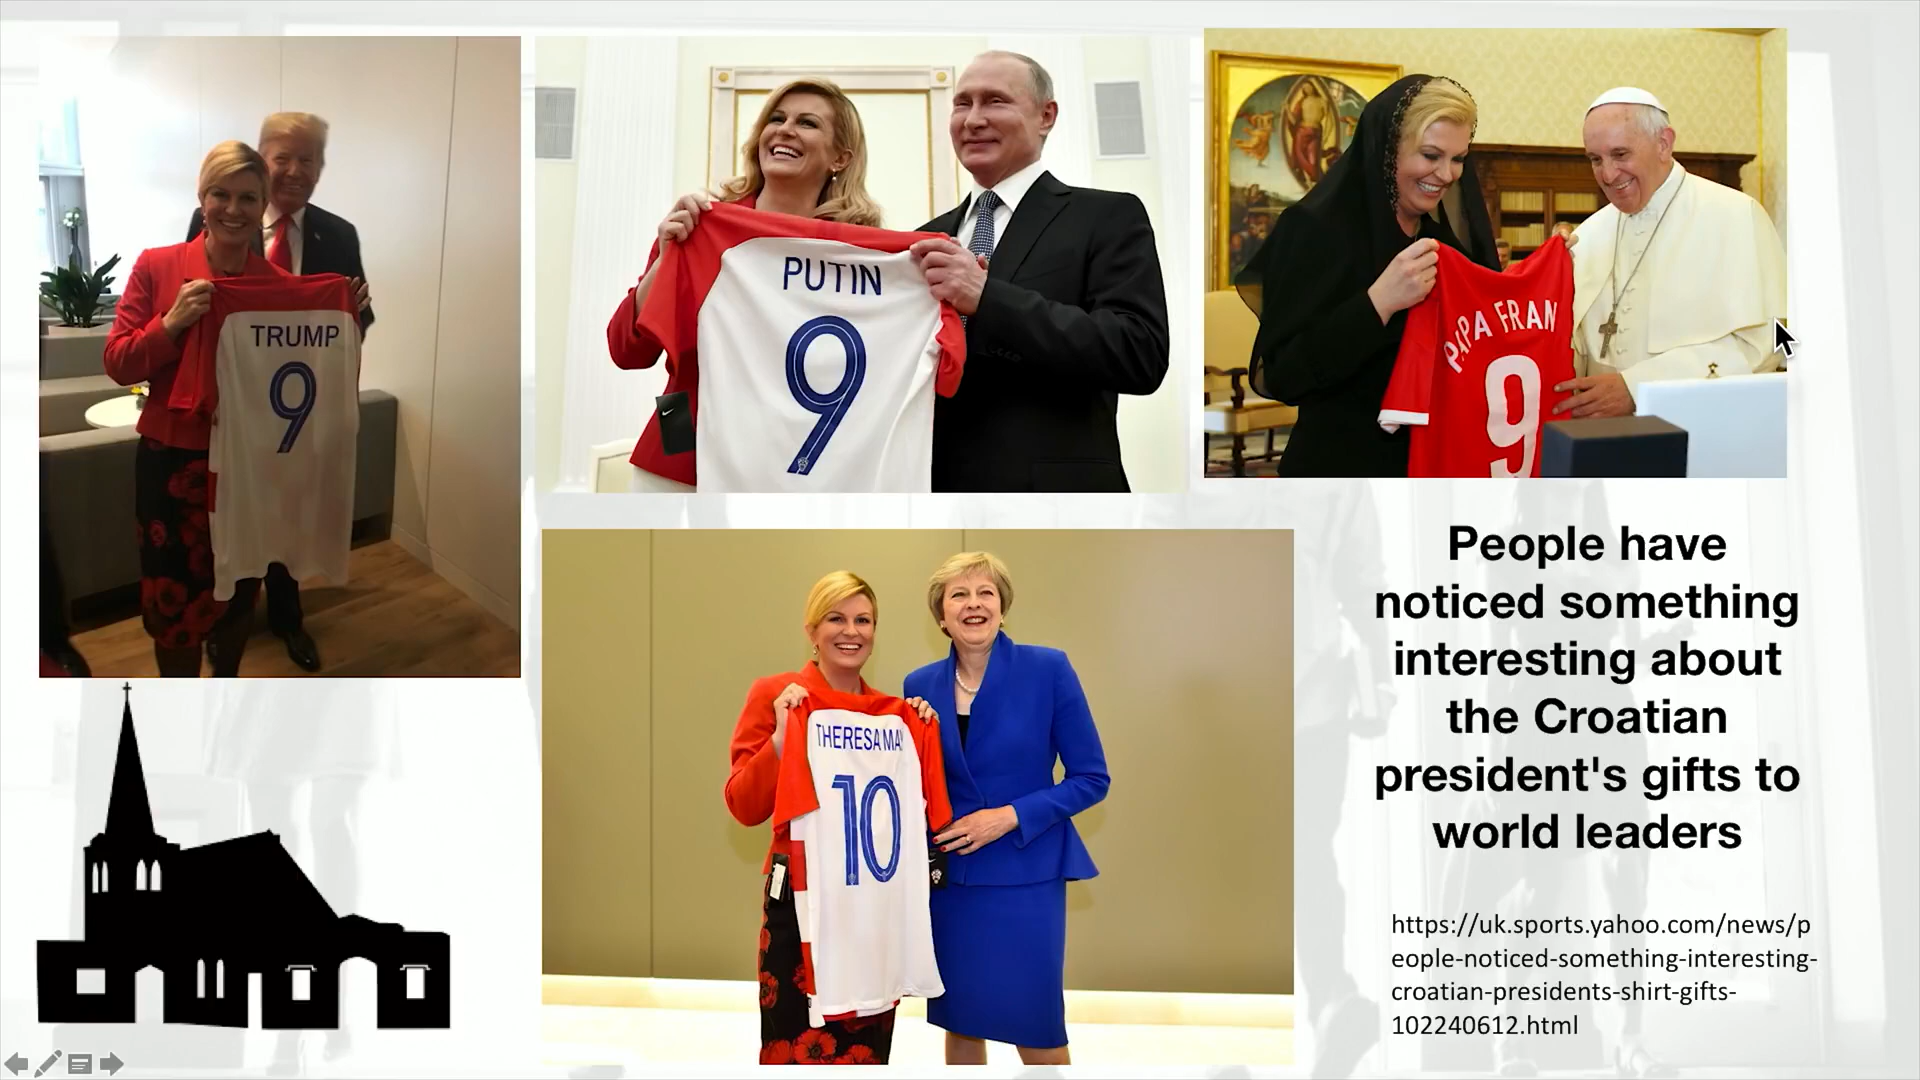 TRUMP
9
PUTIN
9
PAPA FRAN
9
THERESA MAY
10
People have
noticed something
interesting about
the Croatian
president's gifts to
world leaders
https://uk.sports.yahoo.com/news/p
eople-noticed-something-interesting-
croatian-presidents-shirt-gifts-
102240612.html